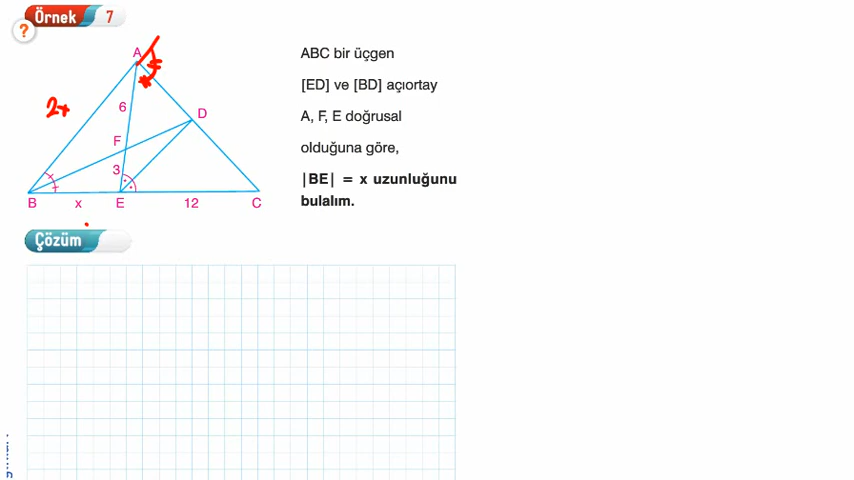 Örnek 7
?
A
2x
6
D
F
3
B x E 12 C
ABC bir üçgen
[ED] ve [BD] açıortay
A, F, E doğrusal
olduğuna göre,
|BE| = x uzunluğunu
bulalım.
Çözüm